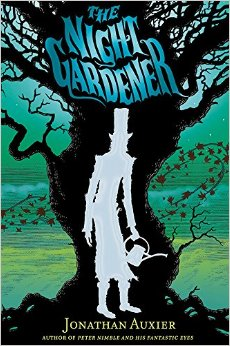 THE
NIGHT
GARDENER
JONATHAN AUXIER
AUTHOR OF PETER NIMBLE AND HIS FANTASTIC EYES